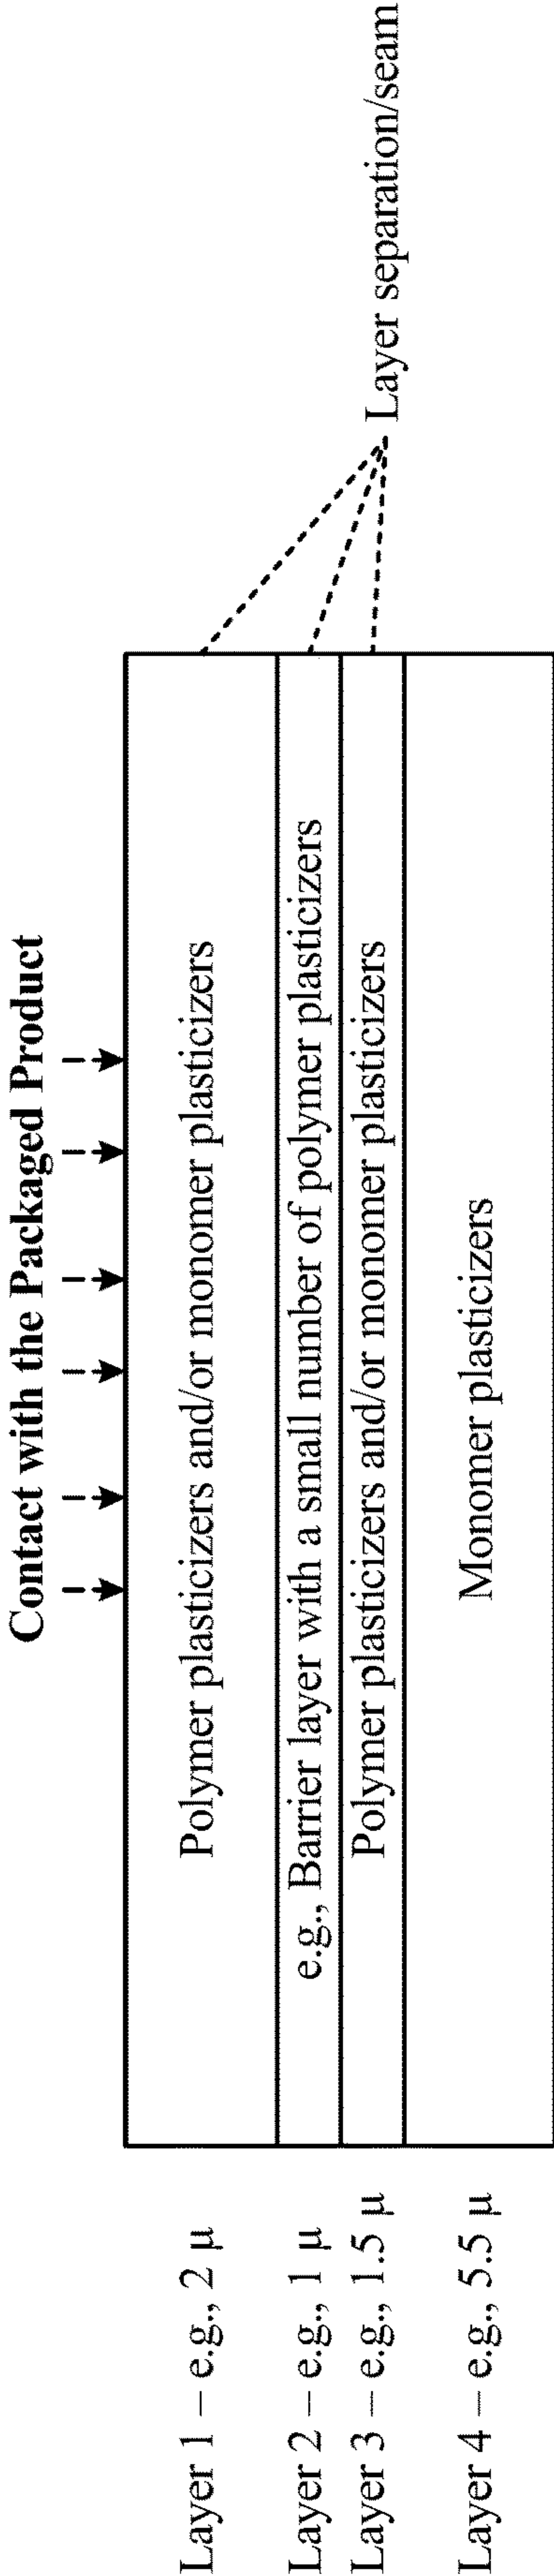 Contact with the Packaged Product
Layer 1 – e.g., 2 μ
Polymer plasticizers and/or monomer plasticizers
Layer 2 – e.g., 1 μ
e.g., Barrier layer with a small number of polymer plasticizers
Layer 3 – e.g., 1.5 μ
Polymer plasticizers and/or monomer plasticizers
Layer separation/seam
Layer 4 – e.g., 5.5 μ
Monomer plasticizers